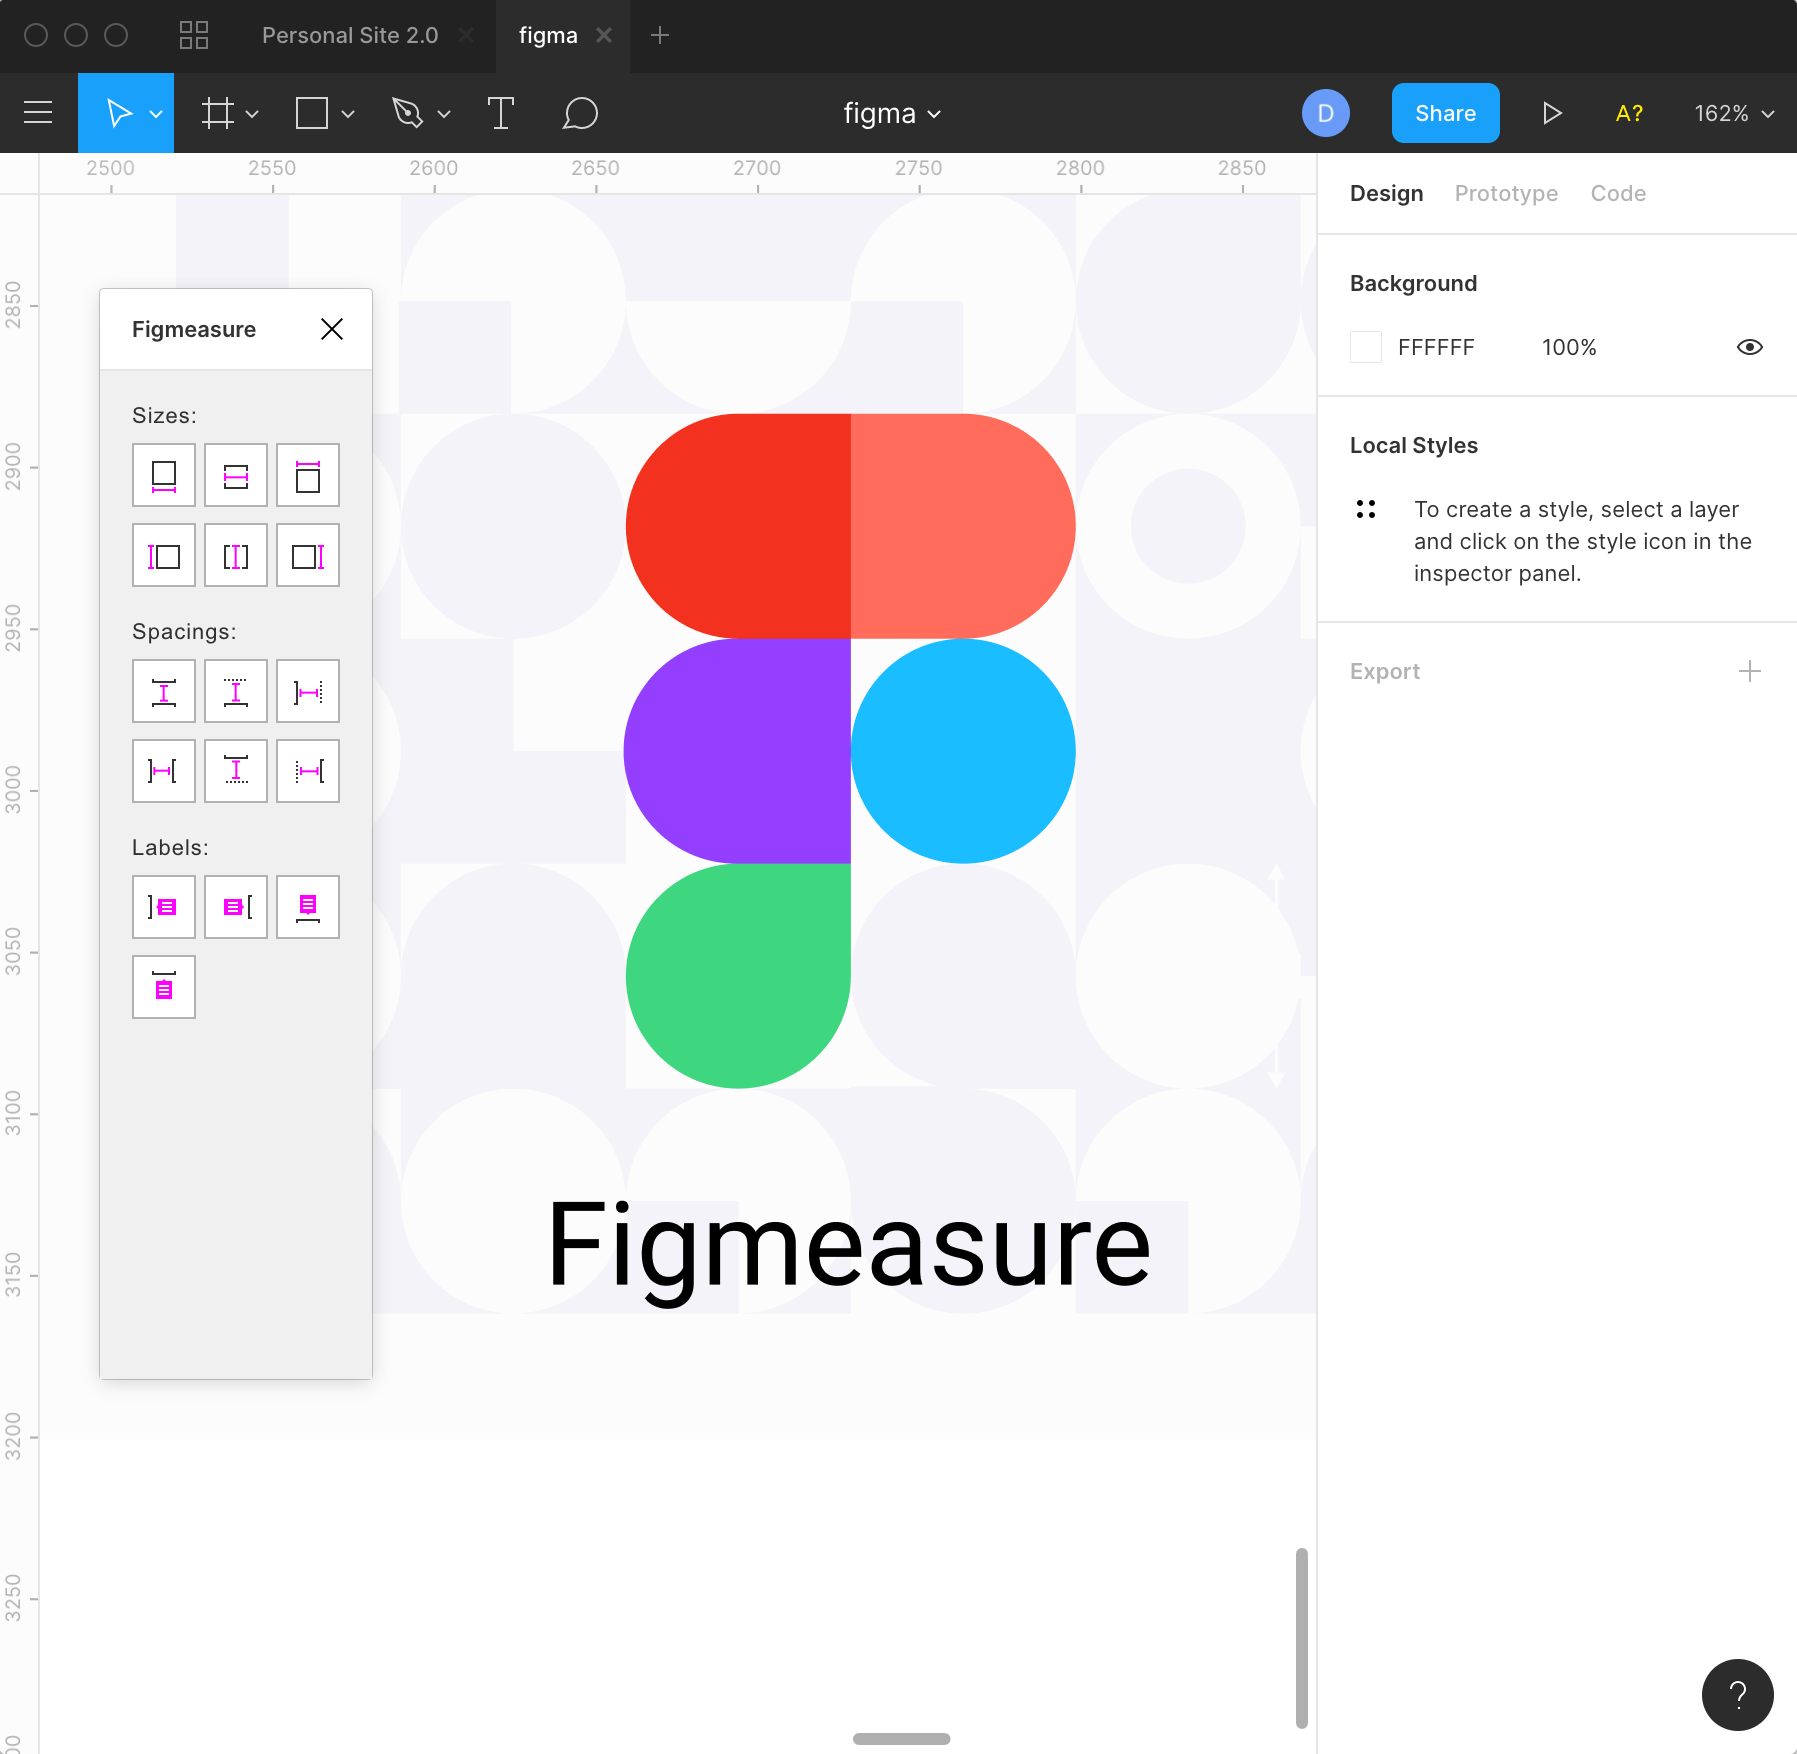 Personal Site 2.0
figma
figma
D
Share
A?
162%
2500 2550 2600 2650 2700 2750 2800 2850
2850
2900
2950
3000
3050
3100
3150
3200
3250
Figmeasure
Sizes:
Spacings:
Labels:
Figmeasure
Design Prototype Code
Background
FFFFFF 100%
Local Styles
To create a style, select a layer
and click on the style icon in the
inspector panel.
Export
?